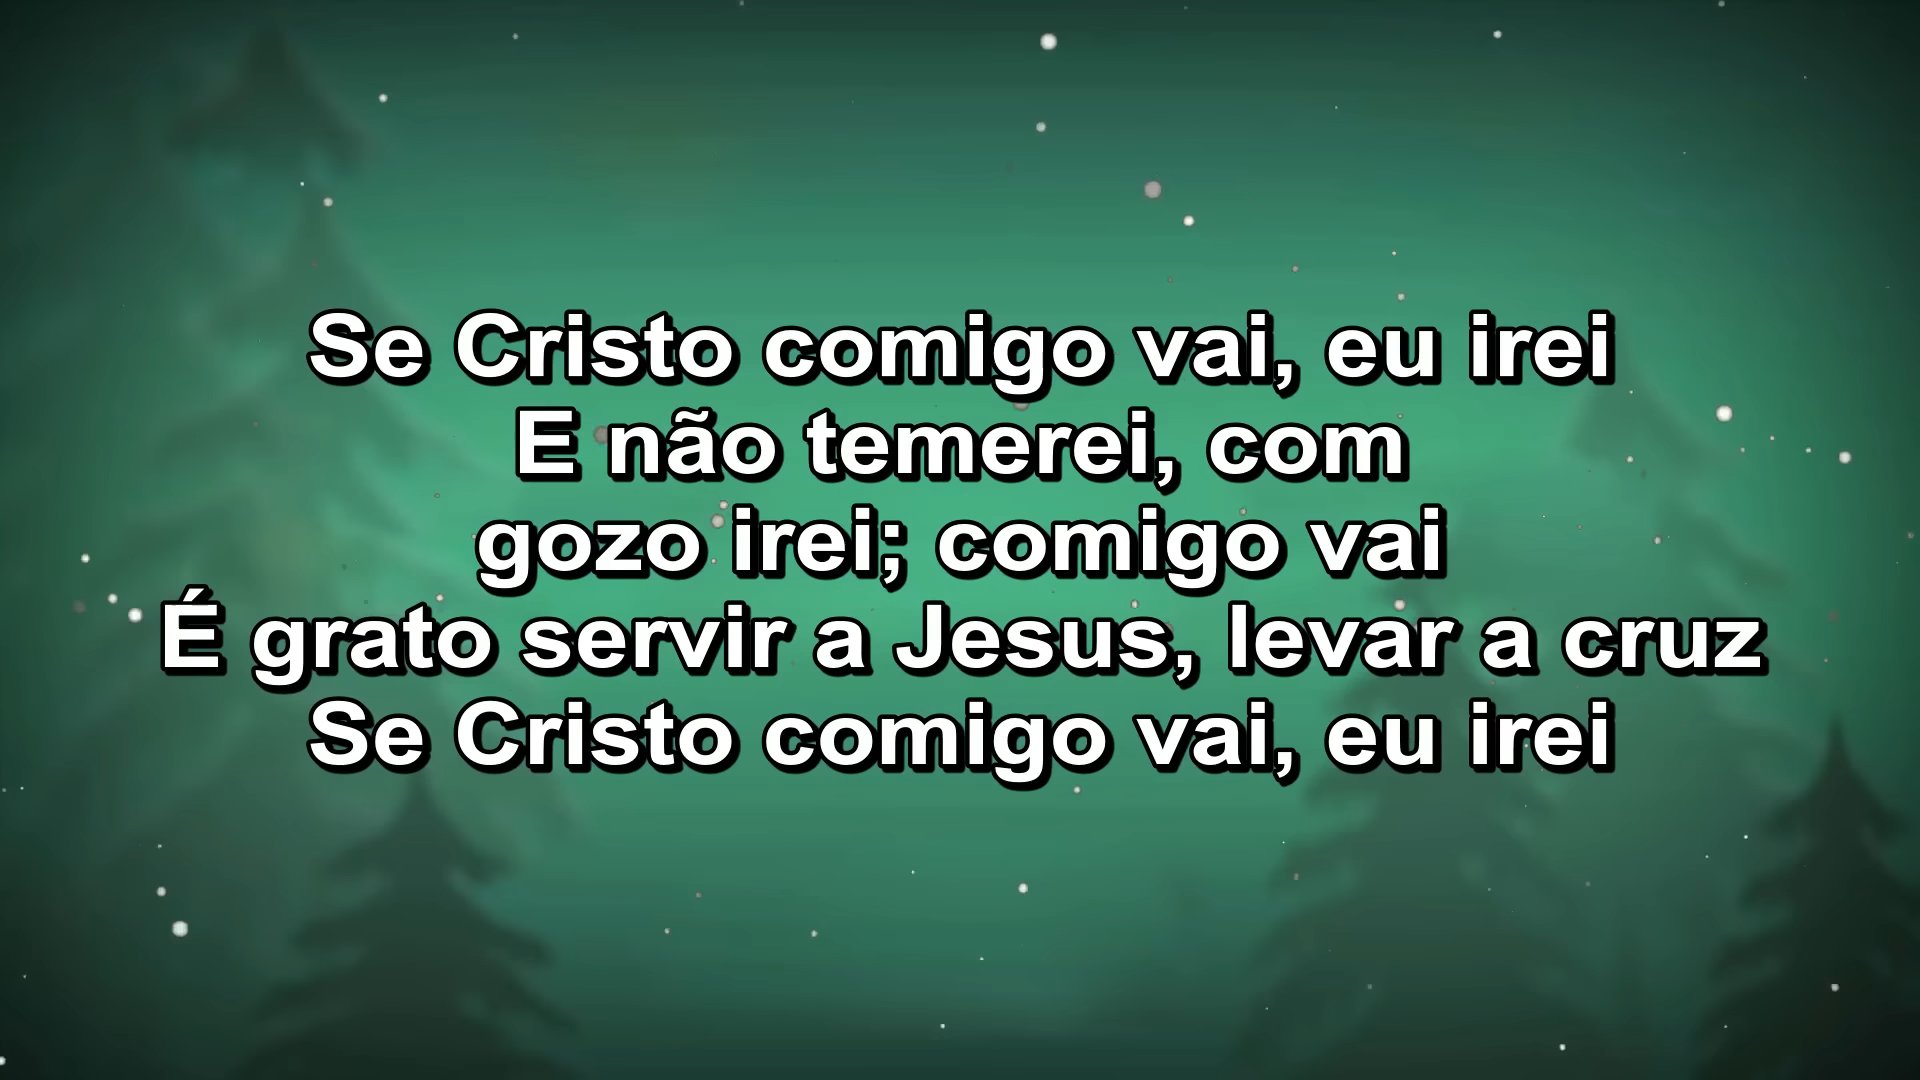 Se Cristo comigo vai, eu irei
E não temerei, com
gozo irei; comigo vai
É grato servir a Jesus, levar a cruz
Se Cristo comigo vai, eu irei